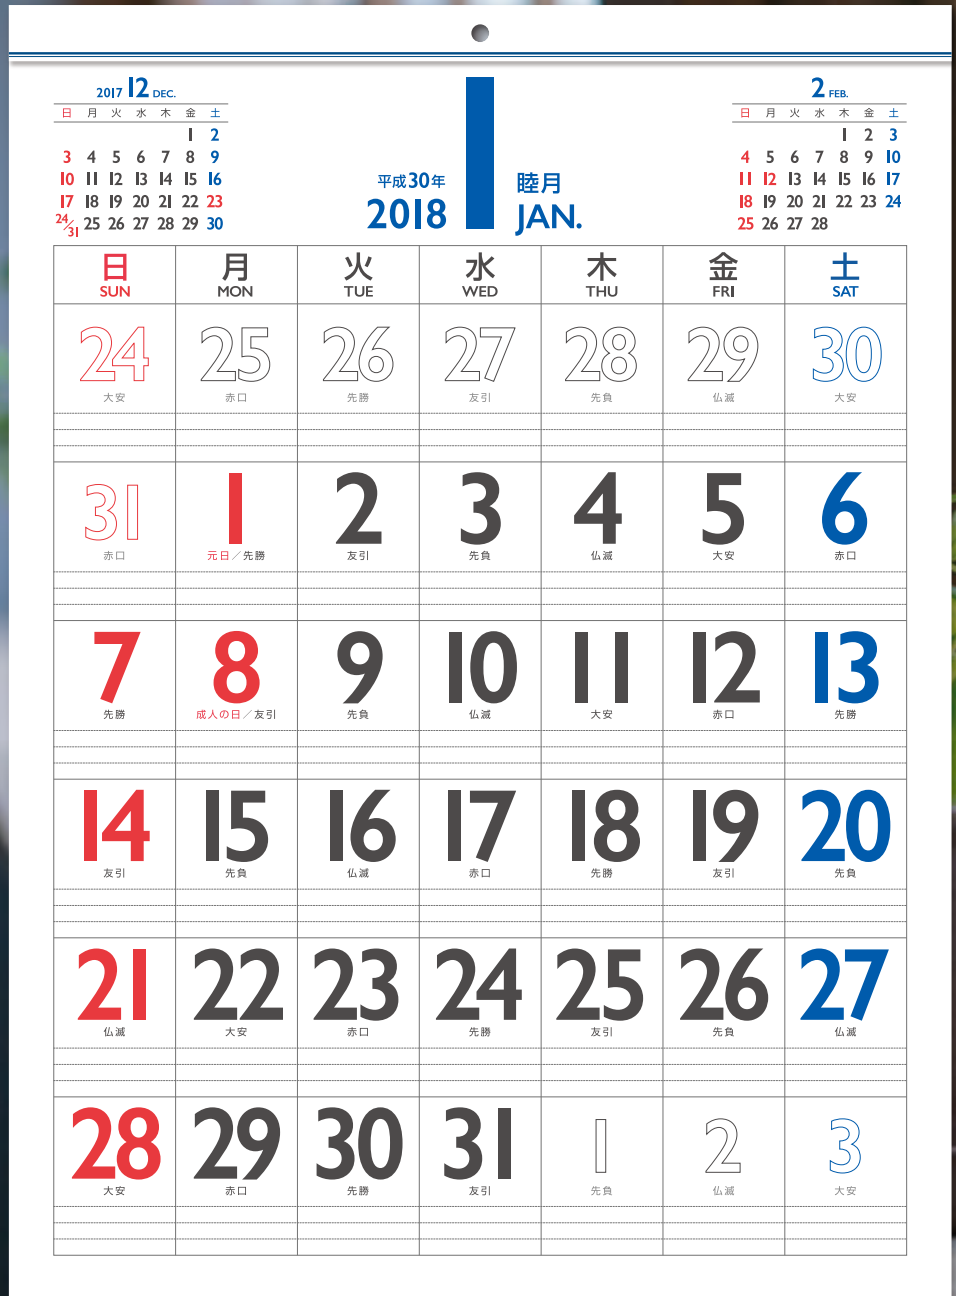 2017 12 DEC.
日 月 火 水 木 金 土
1 2
3 4 5 6 7 8 9
10 11 12 13 14 15 16
17 18 19 20 21 22 23
24/31 25 26 27 28 29 30
平成30年
2018
1
睦月
JAN.
2 FEB.
日 月 火 水 木 金 土
1 2 3
4 5 6 7 8 9 10
11 12 13 14 15 16 17
18 19 20 21 22 23 24
25 26 27 28
日 月 火 水 木 金 土
SUN MON TUE WED THU FRI SAT
24 25 26 27 28 29 30
大安 赤口 先勝 友引 先負 仏滅 大安
31 1 2 3 4 5 6
赤口 元日／先勝 友引 先負 仏滅 大安 赤口
7 8 9 10 11 12 13
先勝 成人の日／友引 先負 仏滅 大安 赤口 先勝
14 15 16 17 18 19 20
友引 先負 仏滅 赤口 先勝 友引 先負
21 22 23 24 25 26 27
仏滅 大安 赤口 先勝 友引 先負 仏滅
28 29 30 31 1 2 3
大安 赤口 先勝 友引 先負 仏滅 大安